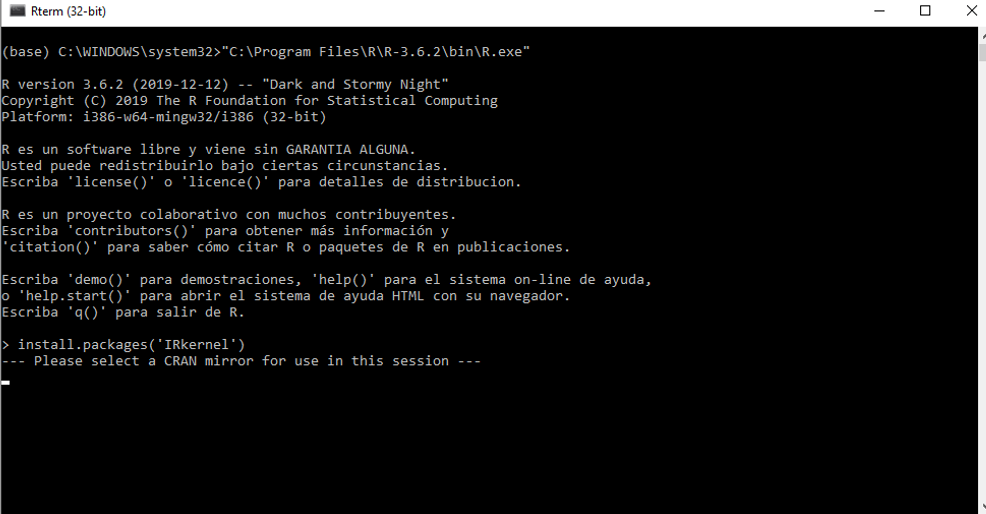 Rterm (32-bit)
(base) C:\WINDOWS\system32>"C:\Program Files\R\R-3.6.2\bin\R.exe"
R version 3.6.2 (2019-12-12) -- "Dark and Stormy Night"
Copyright (C) 2019 The R Foundation for Statistical Computing
Platform: i386-w64-mingw32/i386 (32-bit)
R es un software libre y viene sin GARANTIA ALGUNA.
Usted puede redistribuirlo bajo ciertas circunstancias.
Escriba 'license()' o 'licence()' para detalles de distribucion.
R es un proyecto colaborativo con muchos contribuyentes.
Escriba 'contributors()' para obtener más información y
'citation()' para saber cómo citar R o paquetes de R en publicaciones.
Escriba 'demo()' para demostraciones, 'help()' para el sistema on-line de ayuda,
o 'help.start()' para abrir el sistema de ayuda HTML con su navegador.
Escriba 'q()' para salir de R.
> install.packages('IRkernel')
--- Please select a CRAN mirror for use in this session ---